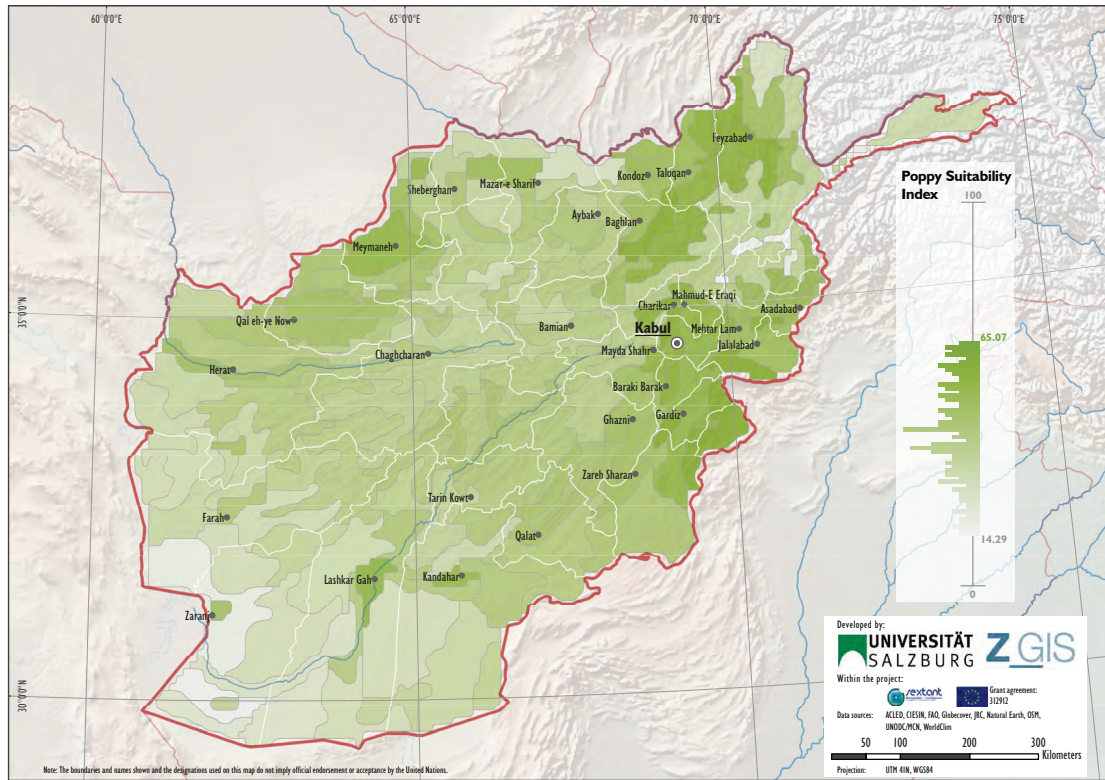 60°0'0"E
65°0'0"E
70°0'0"E
75°0'0"E
Feyzabad
Kondoz
Taloqan
Poppy Suitability
Index
100
Sheberghan
Mazar-e Sharif
Aybak
Baghlan
Meymaneh
35°0'0"N
Qal eh-ye Now
Charikar
Mahmud-E Eraqi
Asadabad
Bamian
Kabul
Mehtar Lam
Jalalabad
65.07
Chaghcharan
Mayda Shahr
Herat
Baraki Barak
Ghazni
Gardiz
Zareh Sharan
Tarin Kowt
Farah
Qalat
14.29
Lashkar Gah
Kandahar
0
Zaranj
30°0'0"N
Developed by:
UNIVERSITÄT
SALZBURG
Z_GIS
Within the project:
sextant
Grant agreement:
312912
Data sources: ACLED, CIESIN, FAO, Globecover, JRC, Natural Earth, OSM,
UNODC/MCN, WorldClim
50 100 200 300
Kilometers
Projection: UTM 41N, WGS84
Note: The boundaries and names shown and the designations used on this map do not imply official endorsement or acceptance by the United Nations.